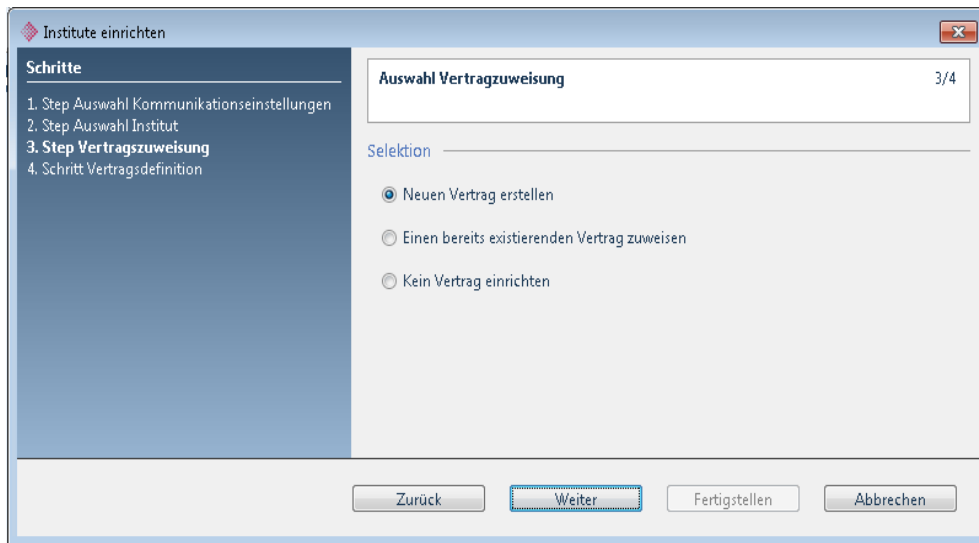 Institute einrichten
Schritte
1. Step Auswahl Kommunikationseinstellungen
2. Step Auswahl Institut
3. Step Vertragszuweisung
4. Schritt Vertragsdefinition
Auswahl Vertragzuweisung 3/4
Selektion
Neuen Vertrag erstellen
Einen bereits existierenden Vertrag zuweisen
Kein Vertrag einrichten
Zurück Weiter Fertigstellen Abbrechen